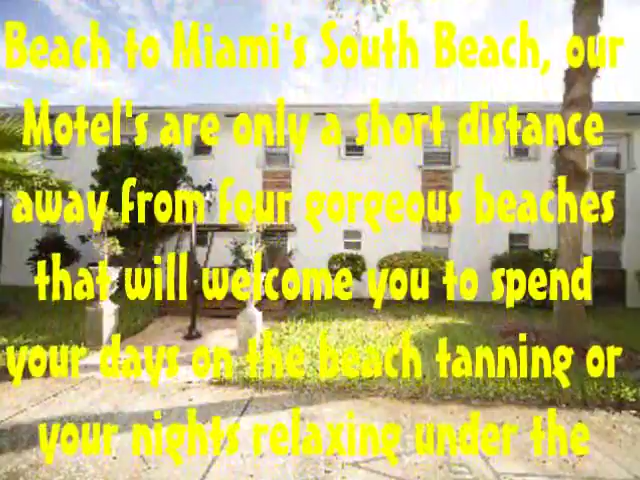 Beach to Miami's South Beach, our
Motel's are only a short distance
away from four gorgeous beaches
that will welcome you to spend
your days on the beach tanning or
your nights relaxing under the